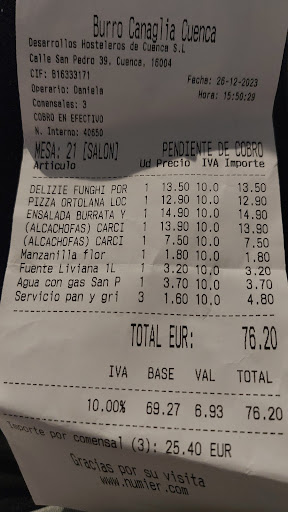 Burro Canaglia Cuenca
Desarrollos Hosteleros de Cuenca S.L
Calle San Pedro 39, Cuenca, 16004
CIF: B16333171
Fecha: 26-12-2023
Operario: Daniela
Hora: 15:50:29
Comensales: 3
COBRO EN EFECTIVO
N. Interno: 40650
MESA: 21 [SALON] PENDIENTE DE COBRO
Articulo Ud Precio IVA Importe
DELIZIE FUNGHI POR 1 13.50 10.0 13.50
PIZZA ORTOLANA LOC 1 12.90 10.0 12.90
ENSALADA BURRATA Y 1 14.90 10.0 14.90
(ALCACHOFAS) CARCI 1 13.90 10.0 13.90
(ALCACHOFAS) CARCI 1 7.50 10.0 7.50
Manzanilla flor 1 1.80 10.0 1.80
Fuente Liviana 1L 1 3.20 10.0 3.20
Agua con gas San P 1 3.70 10.0 3.70
Servicio pan y gri 3 1.60 10.0 4.80
TOTAL EUR: 76.20
IVA BASE VAL TOTAL
10.00% 69.27 6.93 76.20
Importe por comensal (3): 25.40 EUR
Gracias por su visita
www.numier.com